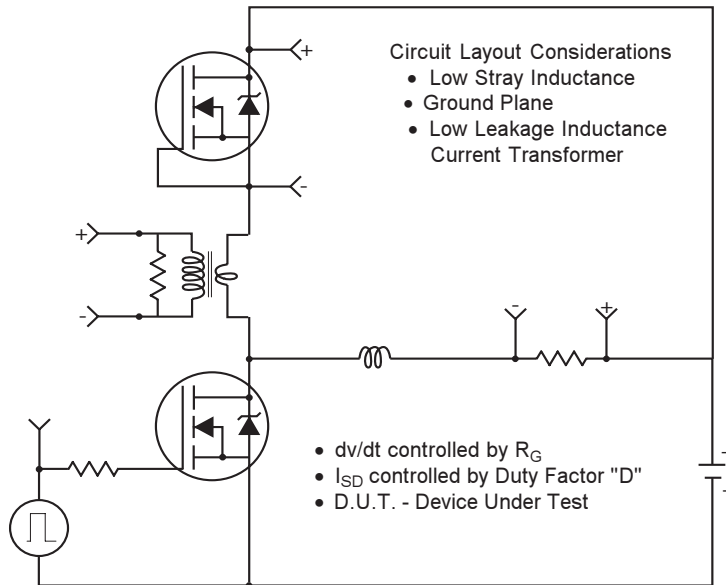 +
Circuit Layout Considerations
• Low Stray Inductance
• Ground Plane
• Low Leakage Inductance
Current Transformer
-
+
-
-
+
• dv/dt controlled by RG
• ISD controlled by Duty Factor "D"
• D.U.T. - Device Under Test